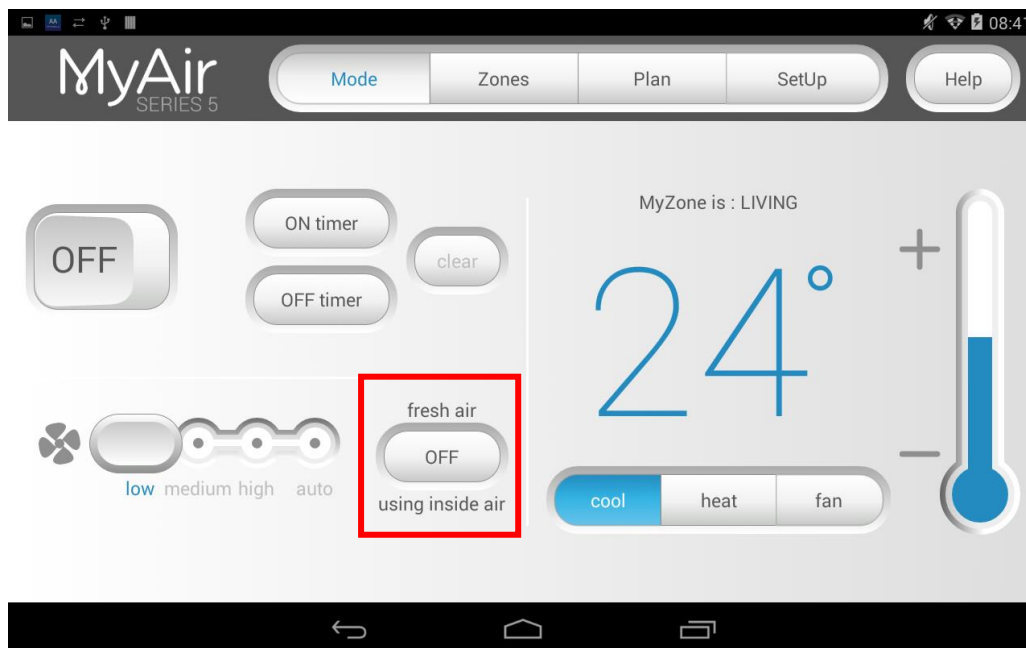 AA
08:41
MyAir
SERIES 5
Mode
Zones
Plan
SetUp
Help
OFF
ON timer
OFF timer
clear
MyZone is : LIVING
24°
+
−
low medium high auto
fresh air
OFF
using inside air
cool
heat
fan